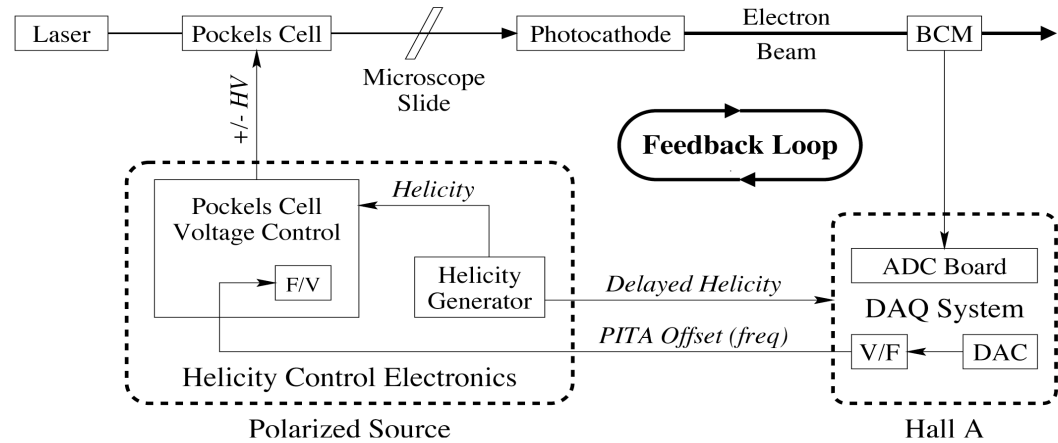 Laser
Pockels Cell
Microscope
Slide
Photocathode
Electron
Beam
BCM
+/- HV
Feedback Loop
Pockels Cell
Voltage Control
F/V
Helicity
Helicity
Generator
Delayed Helicity
PITA Offset (freq)
ADC Board
DAQ System
V/F
DAC
Helicity Control Electronics
Polarized Source
Hall A